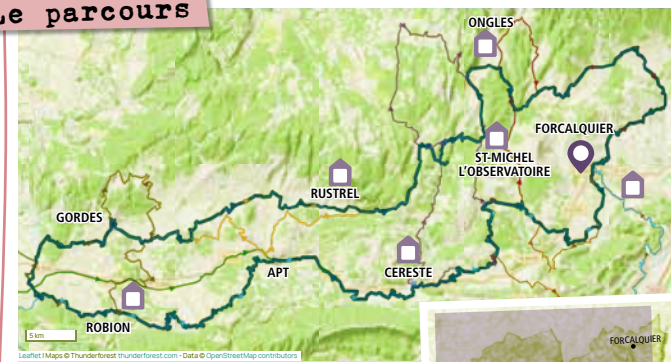 Le parcours
ONGLES
FORCALQUIER
ST-MICHEL
L'OBSERVATOIRE
RUSTREL
GORDES
APT
CERESTE
5 km
ROBION
FORCALQUIER
Leaflet | Maps © Thunderforest thunderforest.com - Data © OpenStreetMap contributors